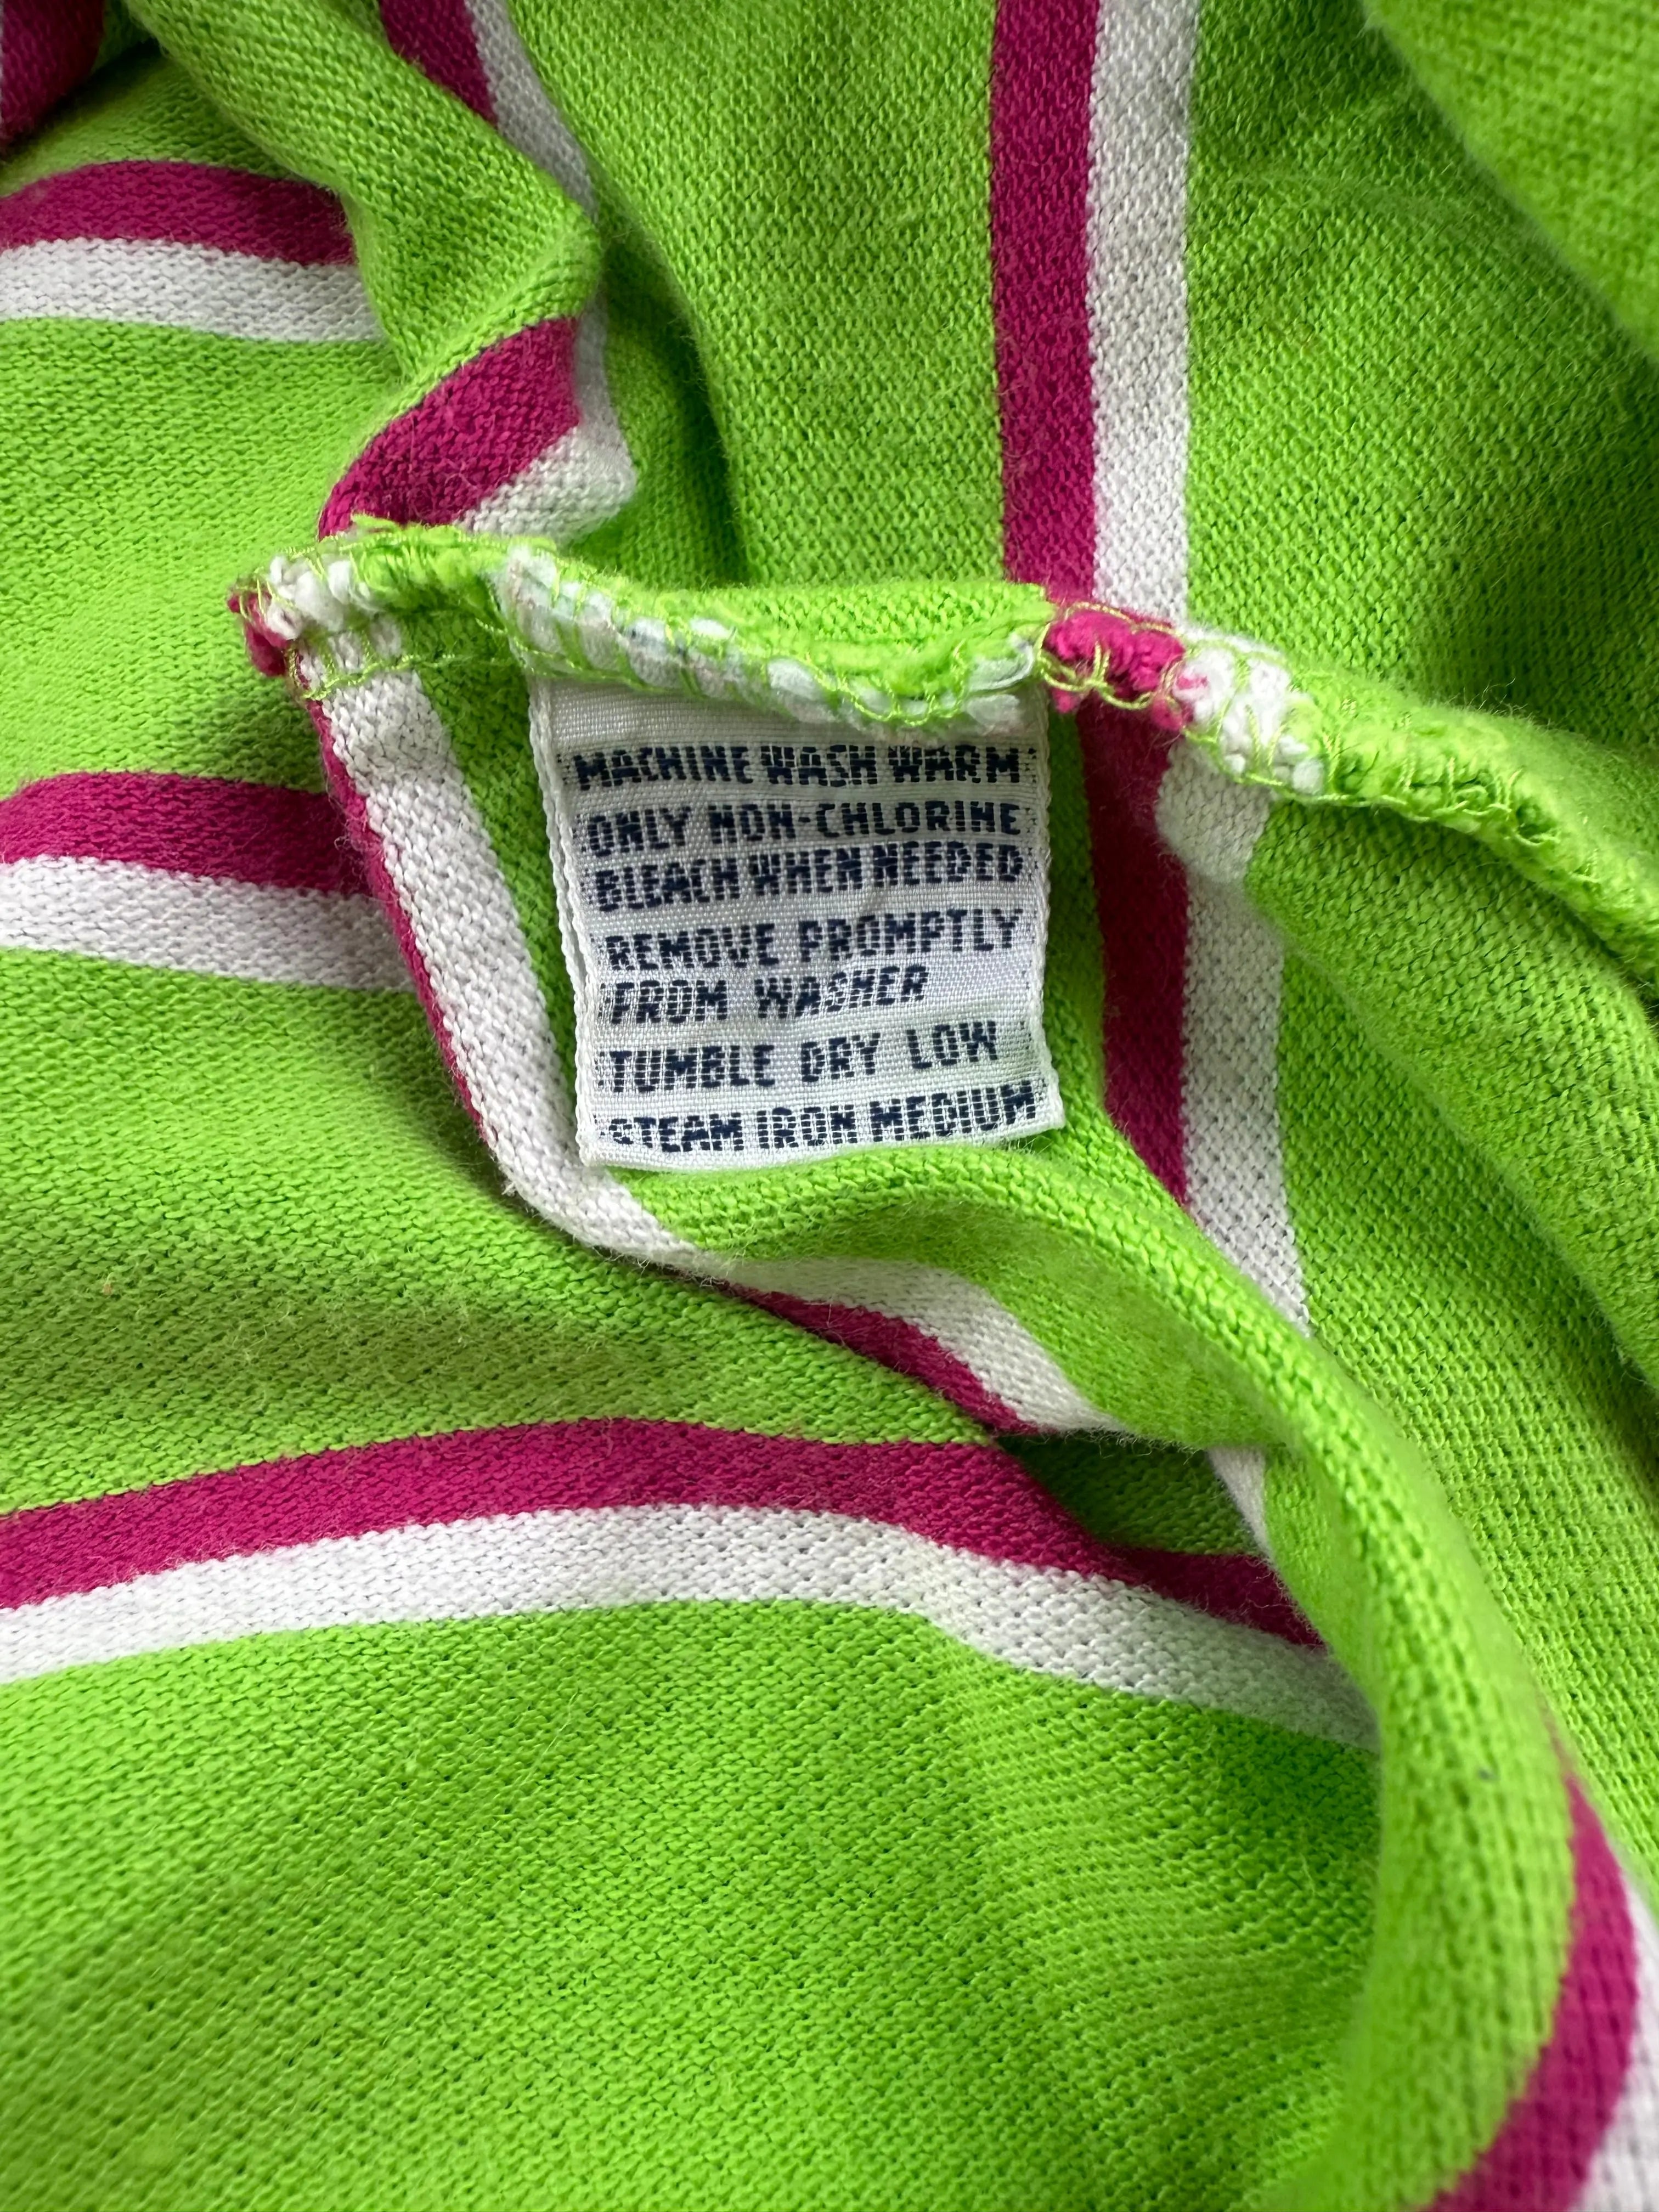 MACHINE WASH WARM
ONLY NON-CHLORINE
BLEACH WHEN NEEDED
REMOVE PROMPTLY
FROM WASHER
TUMBLE DRY LOW
STEAM IRON MEDIUM